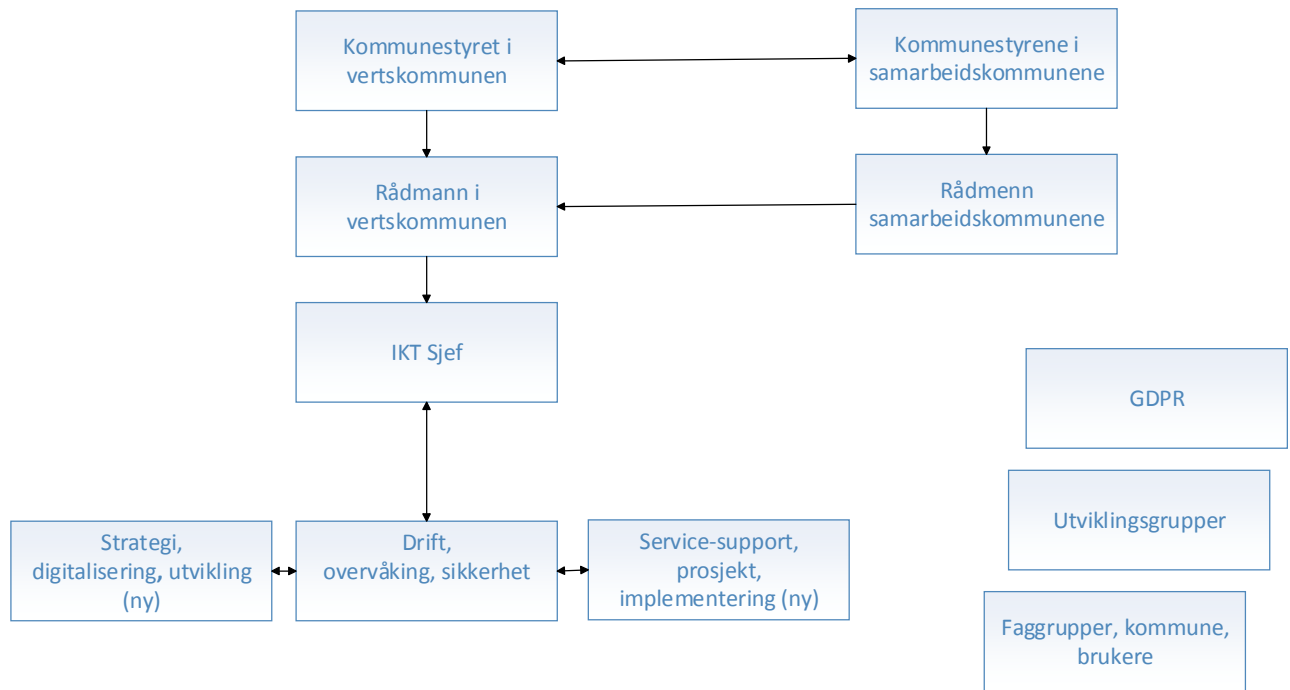 Kommunestyret i
vertskommunen
Kommunestyrene i
samarbeidskommunene
Rådmann i
vertskommunen
Rådmenn
samarbeidskommunene
IKT Sjef
GDPR
Utviklingsgrupper
Strategi,
digitalisering, utvikling
(ny)
Drift,
overvåking, sikkerhet
Service-support,
prosjekt,
implementering (ny)
Faggrupper, kommune,
brukere